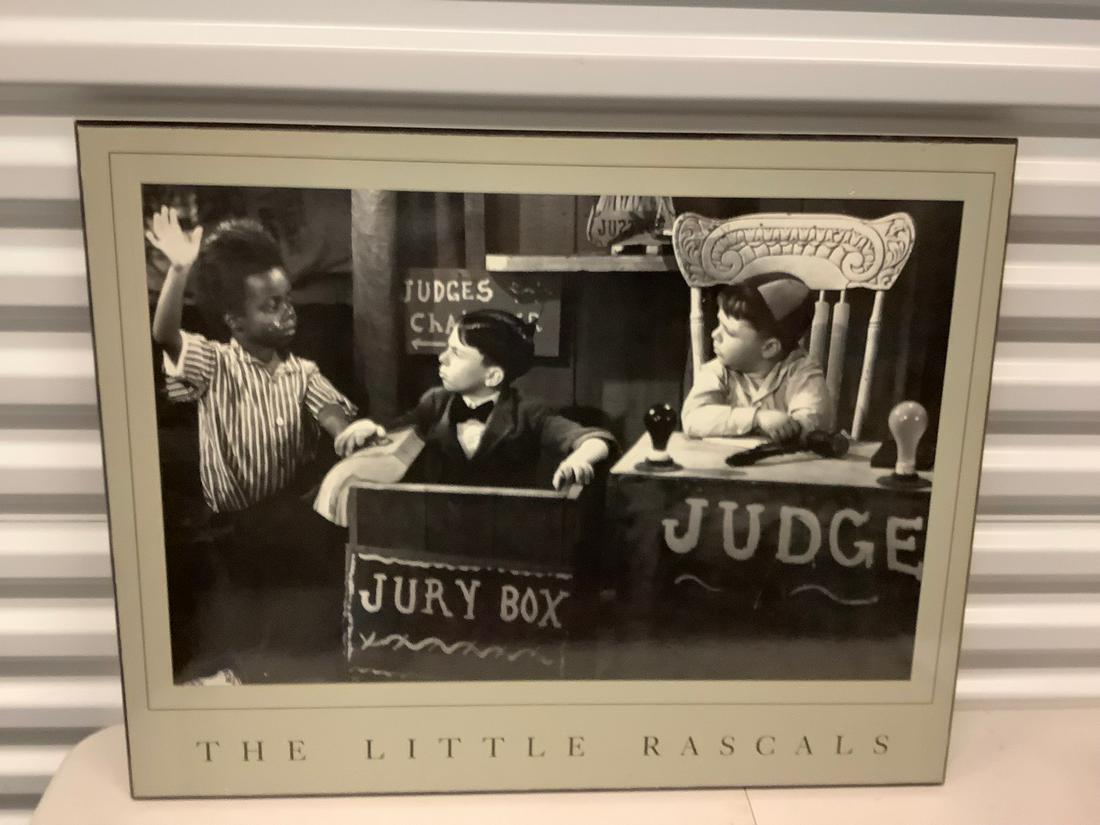 JUDGES
JUDGE
JURY BOX
THE LITTLE RASCALS